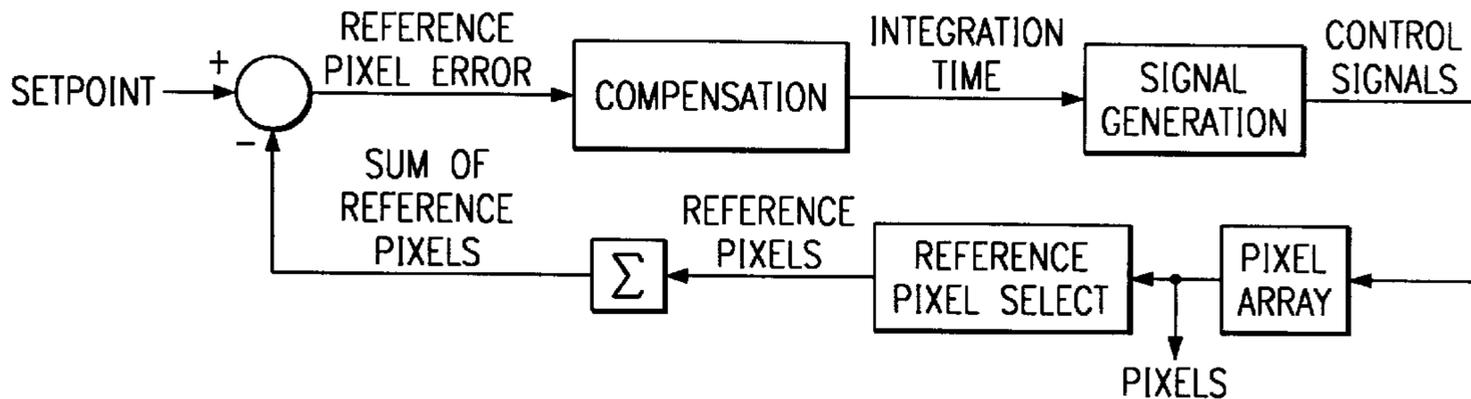 REFERENCE
PIXEL ERROR
INTEGRATION
TIME
CONTROL
SIGNALS
+
SETPOINT
COMPENSATION
SIGNAL
GENERATION
−
SUM OF
REFERENCE
PIXELS
REFERENCE
PIXELS
Σ
REFERENCE
PIXEL SELECT
PIXEL
ARRAY
PIXELS